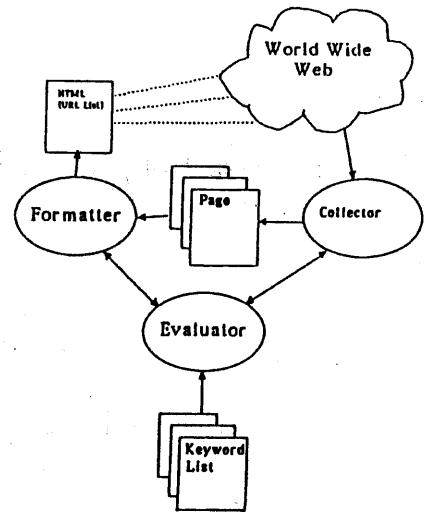 World Wide
Web
HTML
(URL List)
Page
Formatter
Collector
Evaluator
Keyword
List